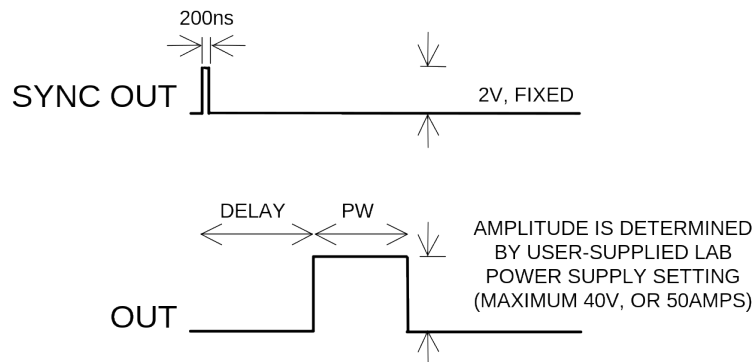 200ns
SYNC OUT
2V, FIXED
DELAY
PW
AMPLITUDE IS DETERMINED
BY USER-SUPPLIED LAB
POWER SUPPLY SETTING
(MAXIMUM 40V, OR 50AMPS)
OUT